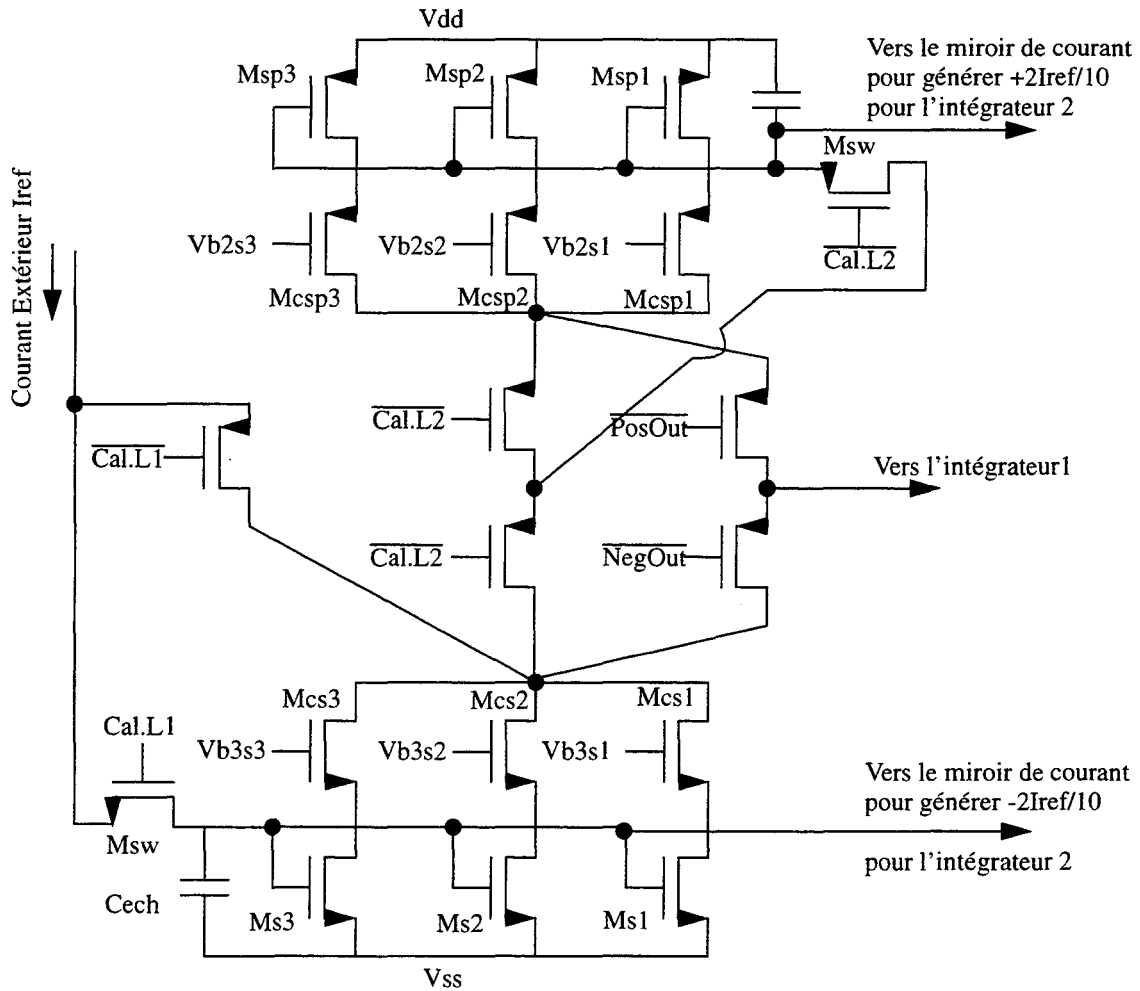 Vdd
Vers le miroir de courant
pour générer +2Iref/10
pour l'intégrateur 2
Msp3
Msp2
Msp1
Msw
Courant Extérieur Iref
Vb2s3
Vb2s2
Vb2s1
Cal.L2
Mcsp3
Mcsp2
Mcsp1
Cal.L2
PosOut
Cal.L1
Vers l'intégrateur1
Cal.L2
NegOut
Mcs3
Mcs2
Mcs1
Cal.L1
Vb3s3
Vb3s2
Vb3s1
Vers le miroir de courant
pour générer -2Iref/10
Msw
pour l'intégrateur 2
Cech
Ms3
Ms2
Ms1
Vss